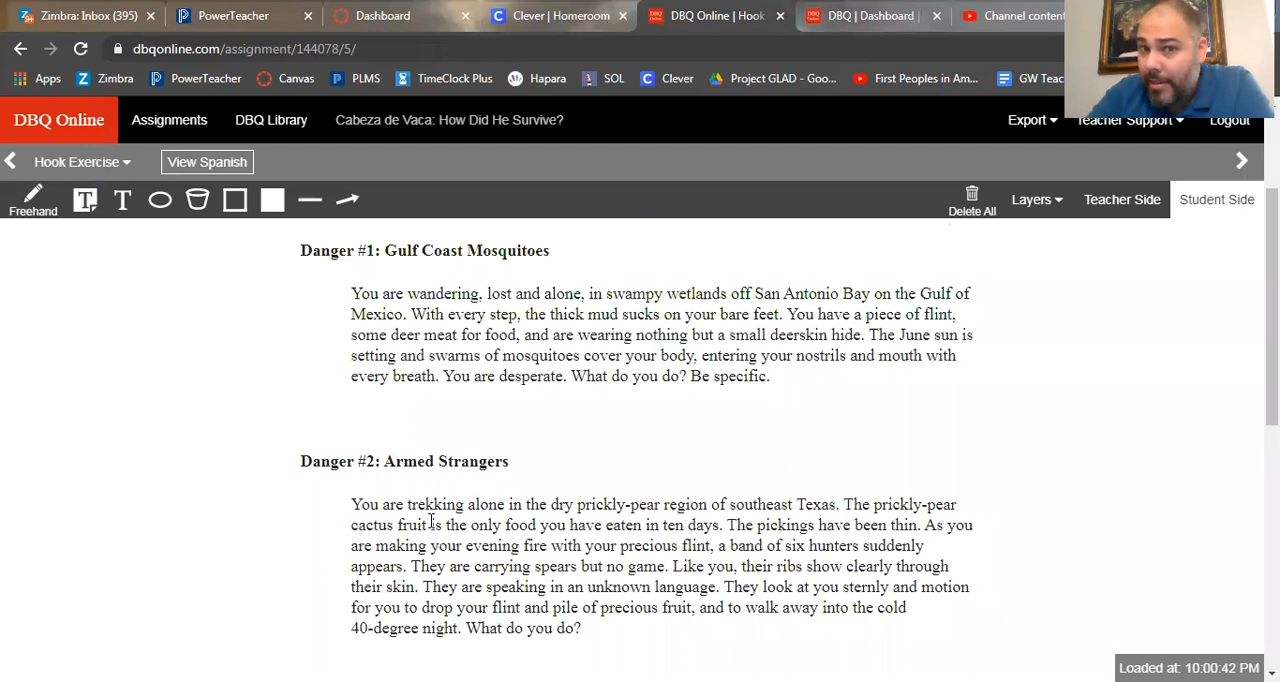 Zimbra: Inbox (395)
PowerTeacher
Dashboard
Clever | Homeroom
DBQ Online | Hook
DBQ | Dashboard
Channel content
dbqonline.com/assignment/144078/5/
Apps
Zimbra
PowerTeacher
Canvas
PLMS
TimeClock Plus
Hapara
SOL
Clever
Project GLAD - Goo...
First Peoples in Am...
GW Teac
DBQ Online
Assignments
DBQ Library
Cabeza de Vaca: How Did He Survive?
Export
Teacher Support
Logout
Hook Exercise
View Spanish
Freehand
T
T
Delete All
Layers
Teacher Side
Student Side
Danger #1: Gulf Coast Mosquitoes
You are wandering, lost and alone, in swampy wetlands off San Antonio Bay on the Gulf of
Mexico. With every step, the thick mud sucks on your bare feet. You have a piece of flint,
some deer meat for food, and are wearing nothing but a small deerskin hide. The June sun is
setting and swarms of mosquitoes cover your body, entering your nostrils and mouth with
every breath. You are desperate. What do you do? Be specific.
Danger #2: Armed Strangers
You are trekking alone in the dry prickly-pear region of southeast Texas. The prickly-pear
cactus fruit is the only food you have eaten in ten days. The pickings have been thin. As you
are making your evening fire with your precious flint, a band of six hunters suddenly
appears. They are carrying spears but no game. Like you, their ribs show clearly through
their skin. They are speaking in an unknown language. They look at you sternly and motion
for you to drop your flint and pile of precious fruit, and to walk away into the cold
40-degree night. What do you do?
Loaded at: 10:00:42 PM